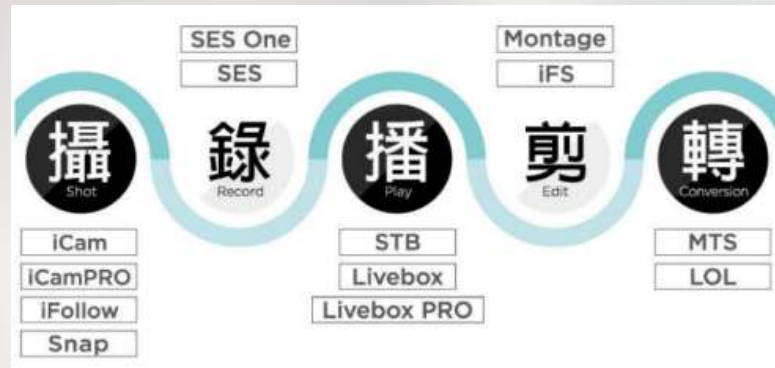 SES One
SES
Montage
iFS
攝
Shot
錄
Record
播
Play
剪
Edit
轉
Conversion
iCam
iCamPRO
iFollow
Snap
STB
Livebox
Livebox PRO
MTS
LOL